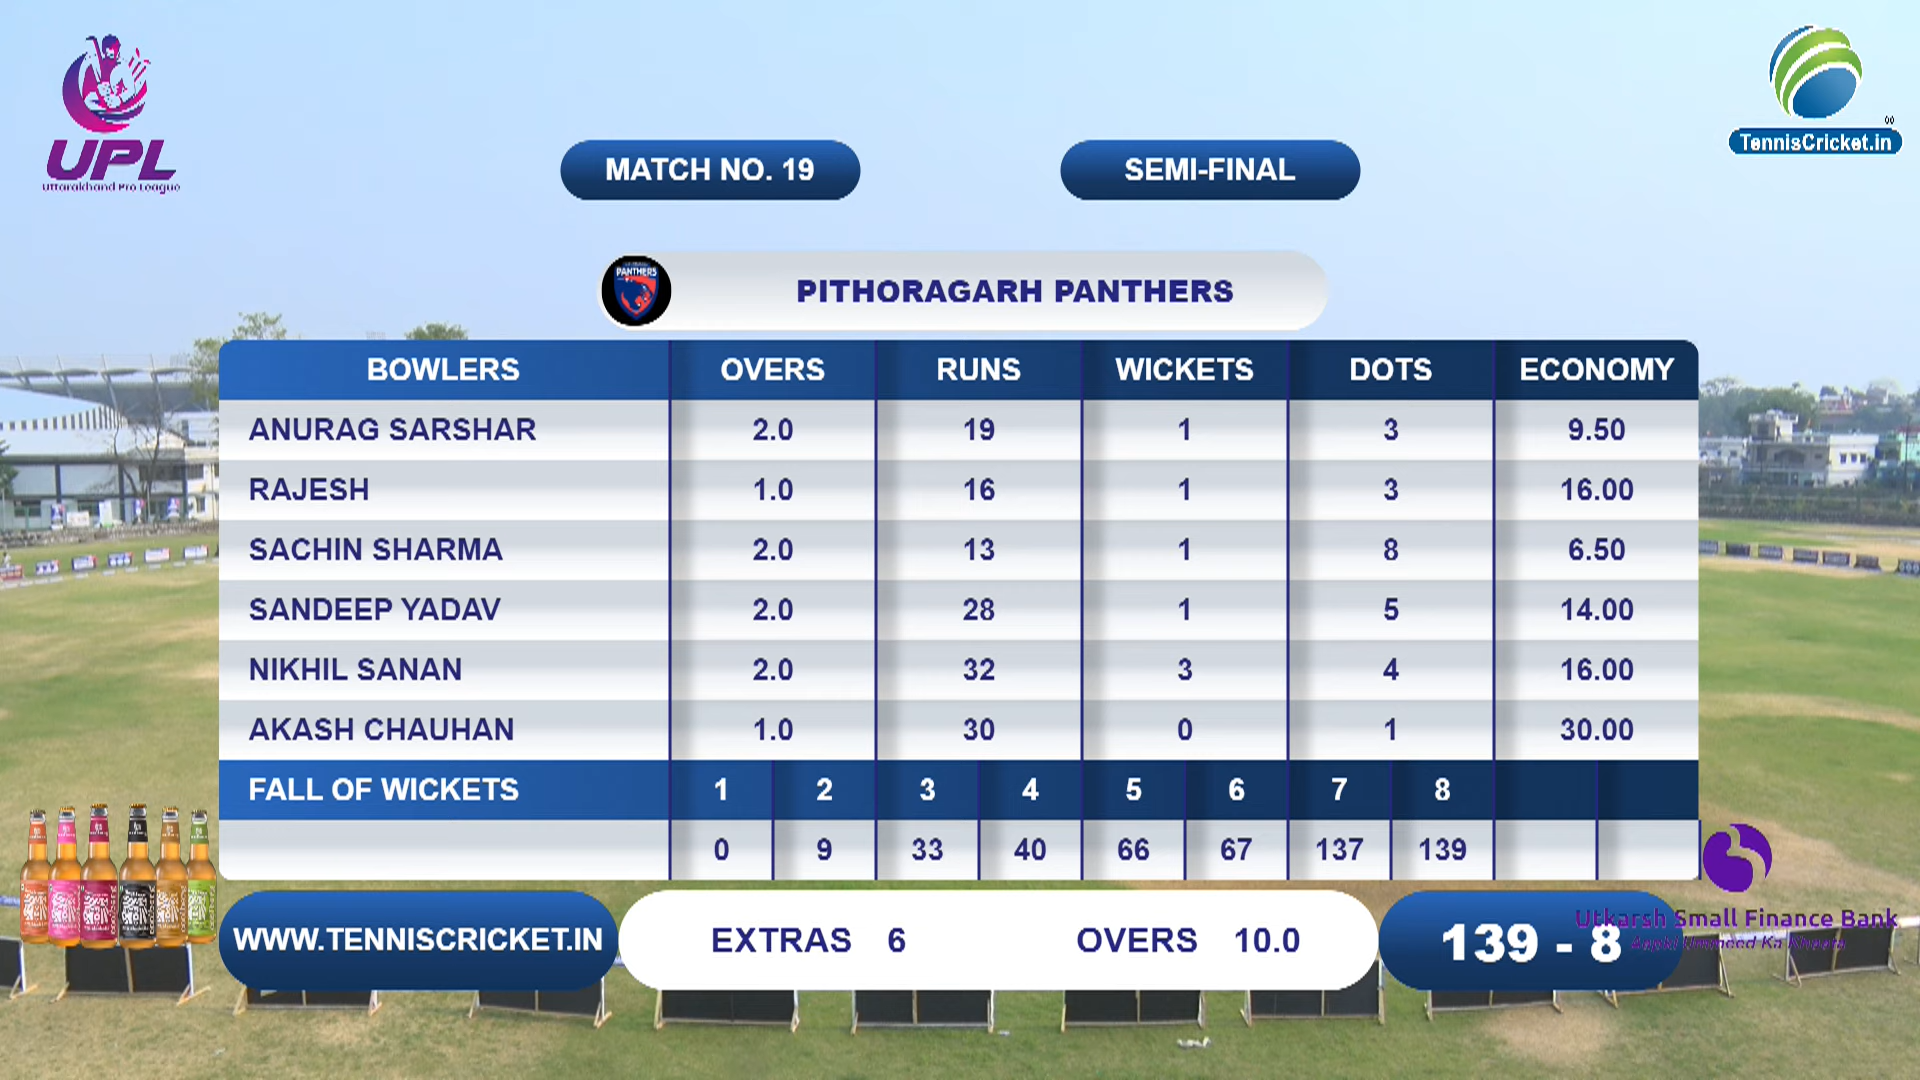 UPL
Uttarakhand Pro League
TennisCricket.in
MATCH NO. 19
SEMI-FINAL
PANTHERS
PITHORAGARH PANTHERS
BOWLERS OVERS RUNS WICKETS DOTS ECONOMY
ANURAG SARSHAR 2.0 19 1 3 9.50
RAJESH 1.0 16 1 3 16.00
SACHIN SHARMA 2.0 13 1 8 6.50
SANDEEP YADAV 2.0 28 1 5 14.00
NIKHIL SANAN 2.0 32 3 4 16.00
AKASH CHAUHAN 1.0 30 0 1 30.00
FALL OF WICKETS 1 2 3 4 5 6 7 8
0 9 33 40 66 67 137 139
WWW.TENNISCRICKET.IN
EXTRAS 6 OVERS 10.0
139 - 8
Utkarsh Small Finance Bank
Aapki Ummeed Ka Khaata